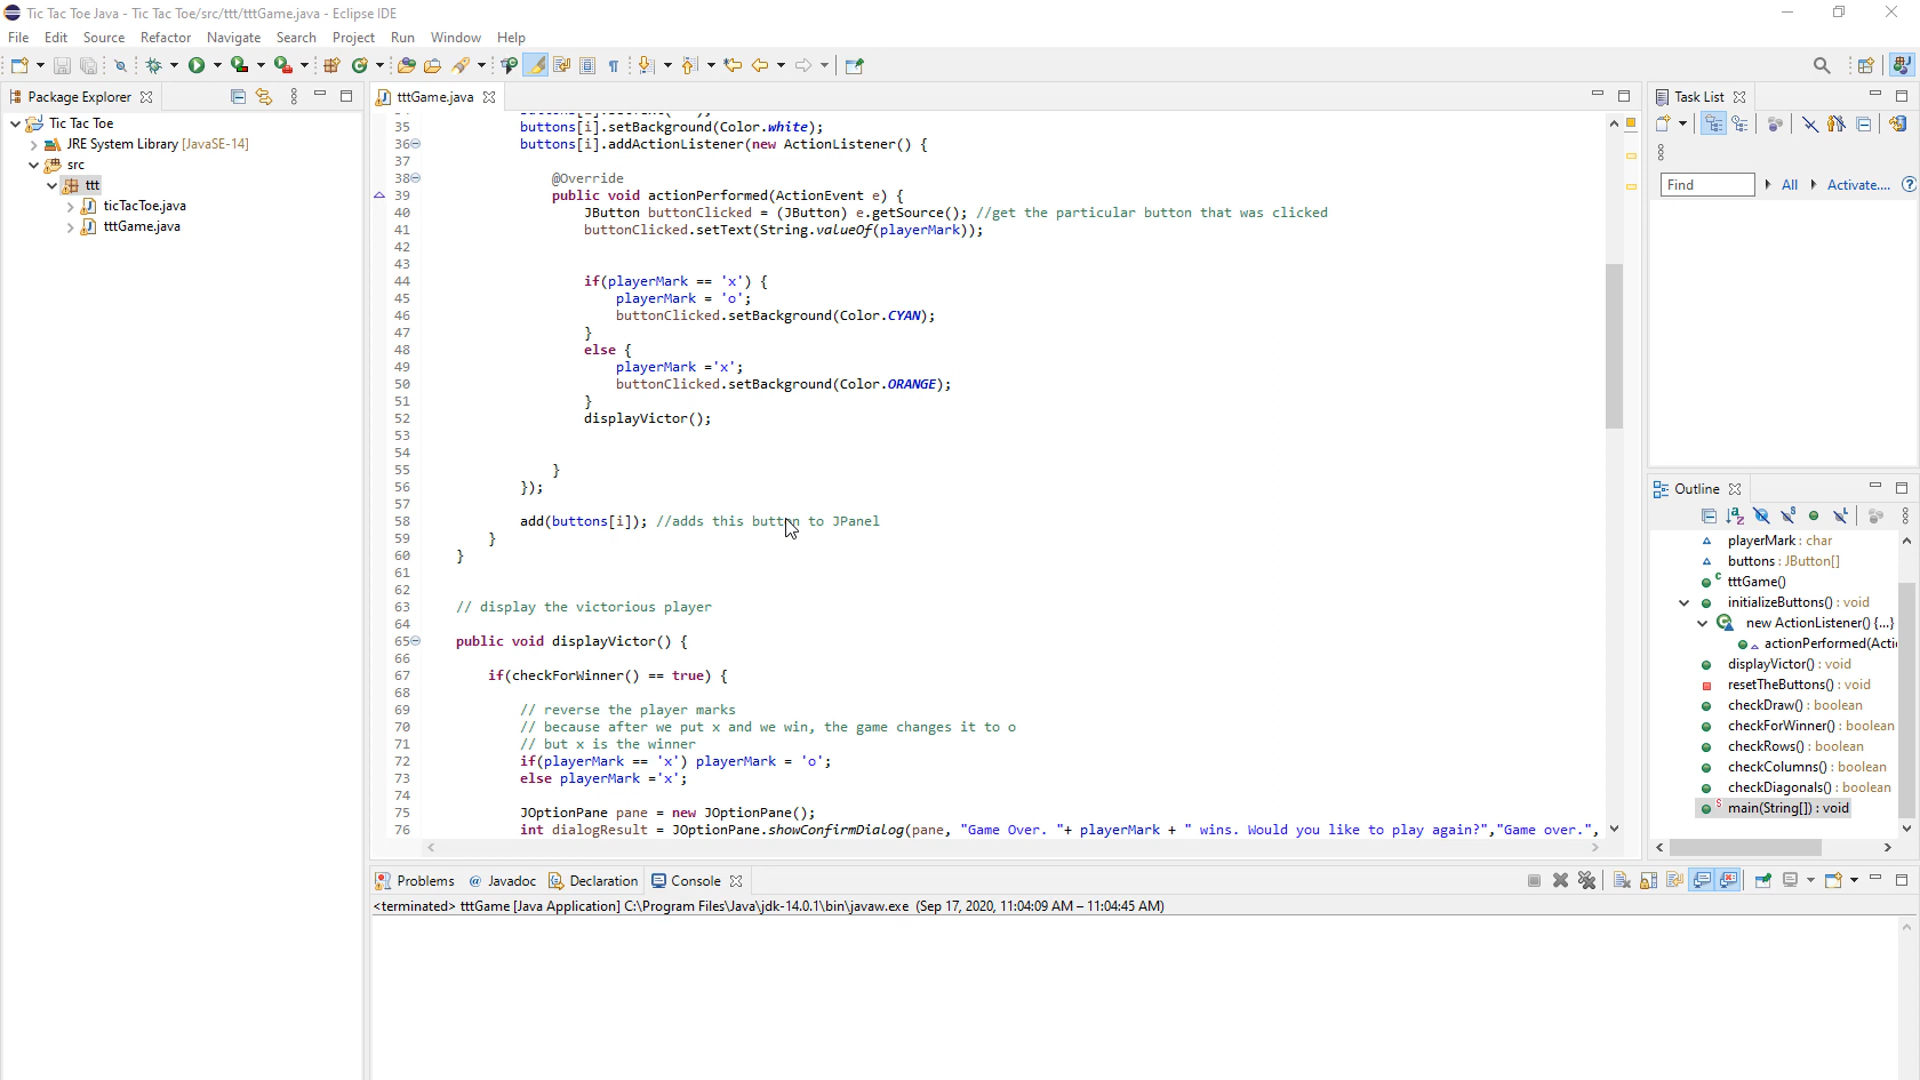 Tic Tac Toe Java - Tic Tac Toe/src/ttt/tttGame.java - Eclipse IDE
File Edit Source Refactor Navigate Search Project Run Window Help
Package Explorer
Tic Tac Toe
JRE System Library [JavaSE-14]
src
ttt
ticTacToe.java
tttGame.java
tttGame.java
35 buttons[i].setBackground(Color.white);
36 buttons[i].addActionListener(new ActionListener() {
37
38 @Override
39 public void actionPerformed(ActionEvent e) {
40 JButton buttonClicked = (JButton) e.getSource(); //get the particular button that was clicked
41 buttonClicked.setText(String.valueOf(playerMark));
42
43
44 if(playerMark == 'x') {
45 playerMark = 'o';
46 buttonClicked.setBackground(Color.CYAN);
47 }
48 else {
49 playerMark ='x';
50 buttonClicked.setBackground(Color.ORANGE);
51 }
52 displayVictor();
53
54
55 }
56 });
57
58 add(buttons[i]); //adds this button to JPanel
59 }
60 }
61
62
63 // display the victorious player
64
65 public void displayVictor() {
66
67 if(checkForWinner() == true) {
68
69 // reverse the player marks
70 // because after we put x and we win, the game changes it to o
71 // but x is the winner
72 if(playerMark == 'x') playerMark = 'o';
73 else playerMark ='x';
74
75 JOptionPane pane = new JOptionPane();
76 int dialogResult = JOptionPane.showConfirmDialog(pane, "Game Over. "+ playerMark + " wins. Would you like to play again?","Game over.",
Task List
Find All Activate....
Outline
playerMark : char
buttons : JButton[]
tttGame()
initializeButtons() : void
new ActionListener() {...}
actionPerformed(Acti
displayVictor() : void
resetTheButtons() : void
checkDraw() : boolean
checkForWinner() : boolean
checkRows() : boolean
checkColumns() : boolean
checkDiagonals() : boolean
main(String[]) : void
Problems Javadoc Declaration Console
<terminated> tttGame [Java Application] C:\Program Files\Java\jdk-14.0.1\bin\javaw.exe (Sep 17, 2020, 11:04:09 AM – 11:04:45 AM)